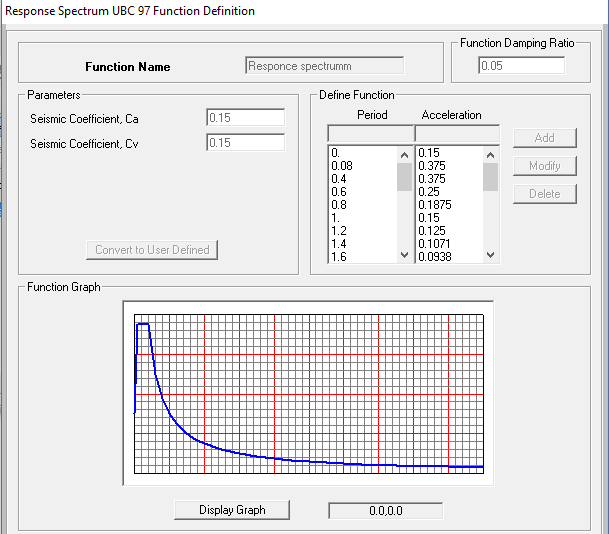 Response Spectrum UBC 97 Function Definition
Function Name
Responce spectrumm
Function Damping Ratio
0.05
Parameters
Seismic Coefficient, Ca
0.15
Seismic Coefficient, Cv
0.15
Convert to User Defined
Define Function
Period Acceleration
0. 0.15
0.08 0.375
0.4 0.375
0.6 0.25
0.8 0.1875
1. 0.15
1.2 0.125
1.4 0.1071
1.6 0.0938
Add
Modify
Delete
Function Graph
Display Graph
0.0,0.0